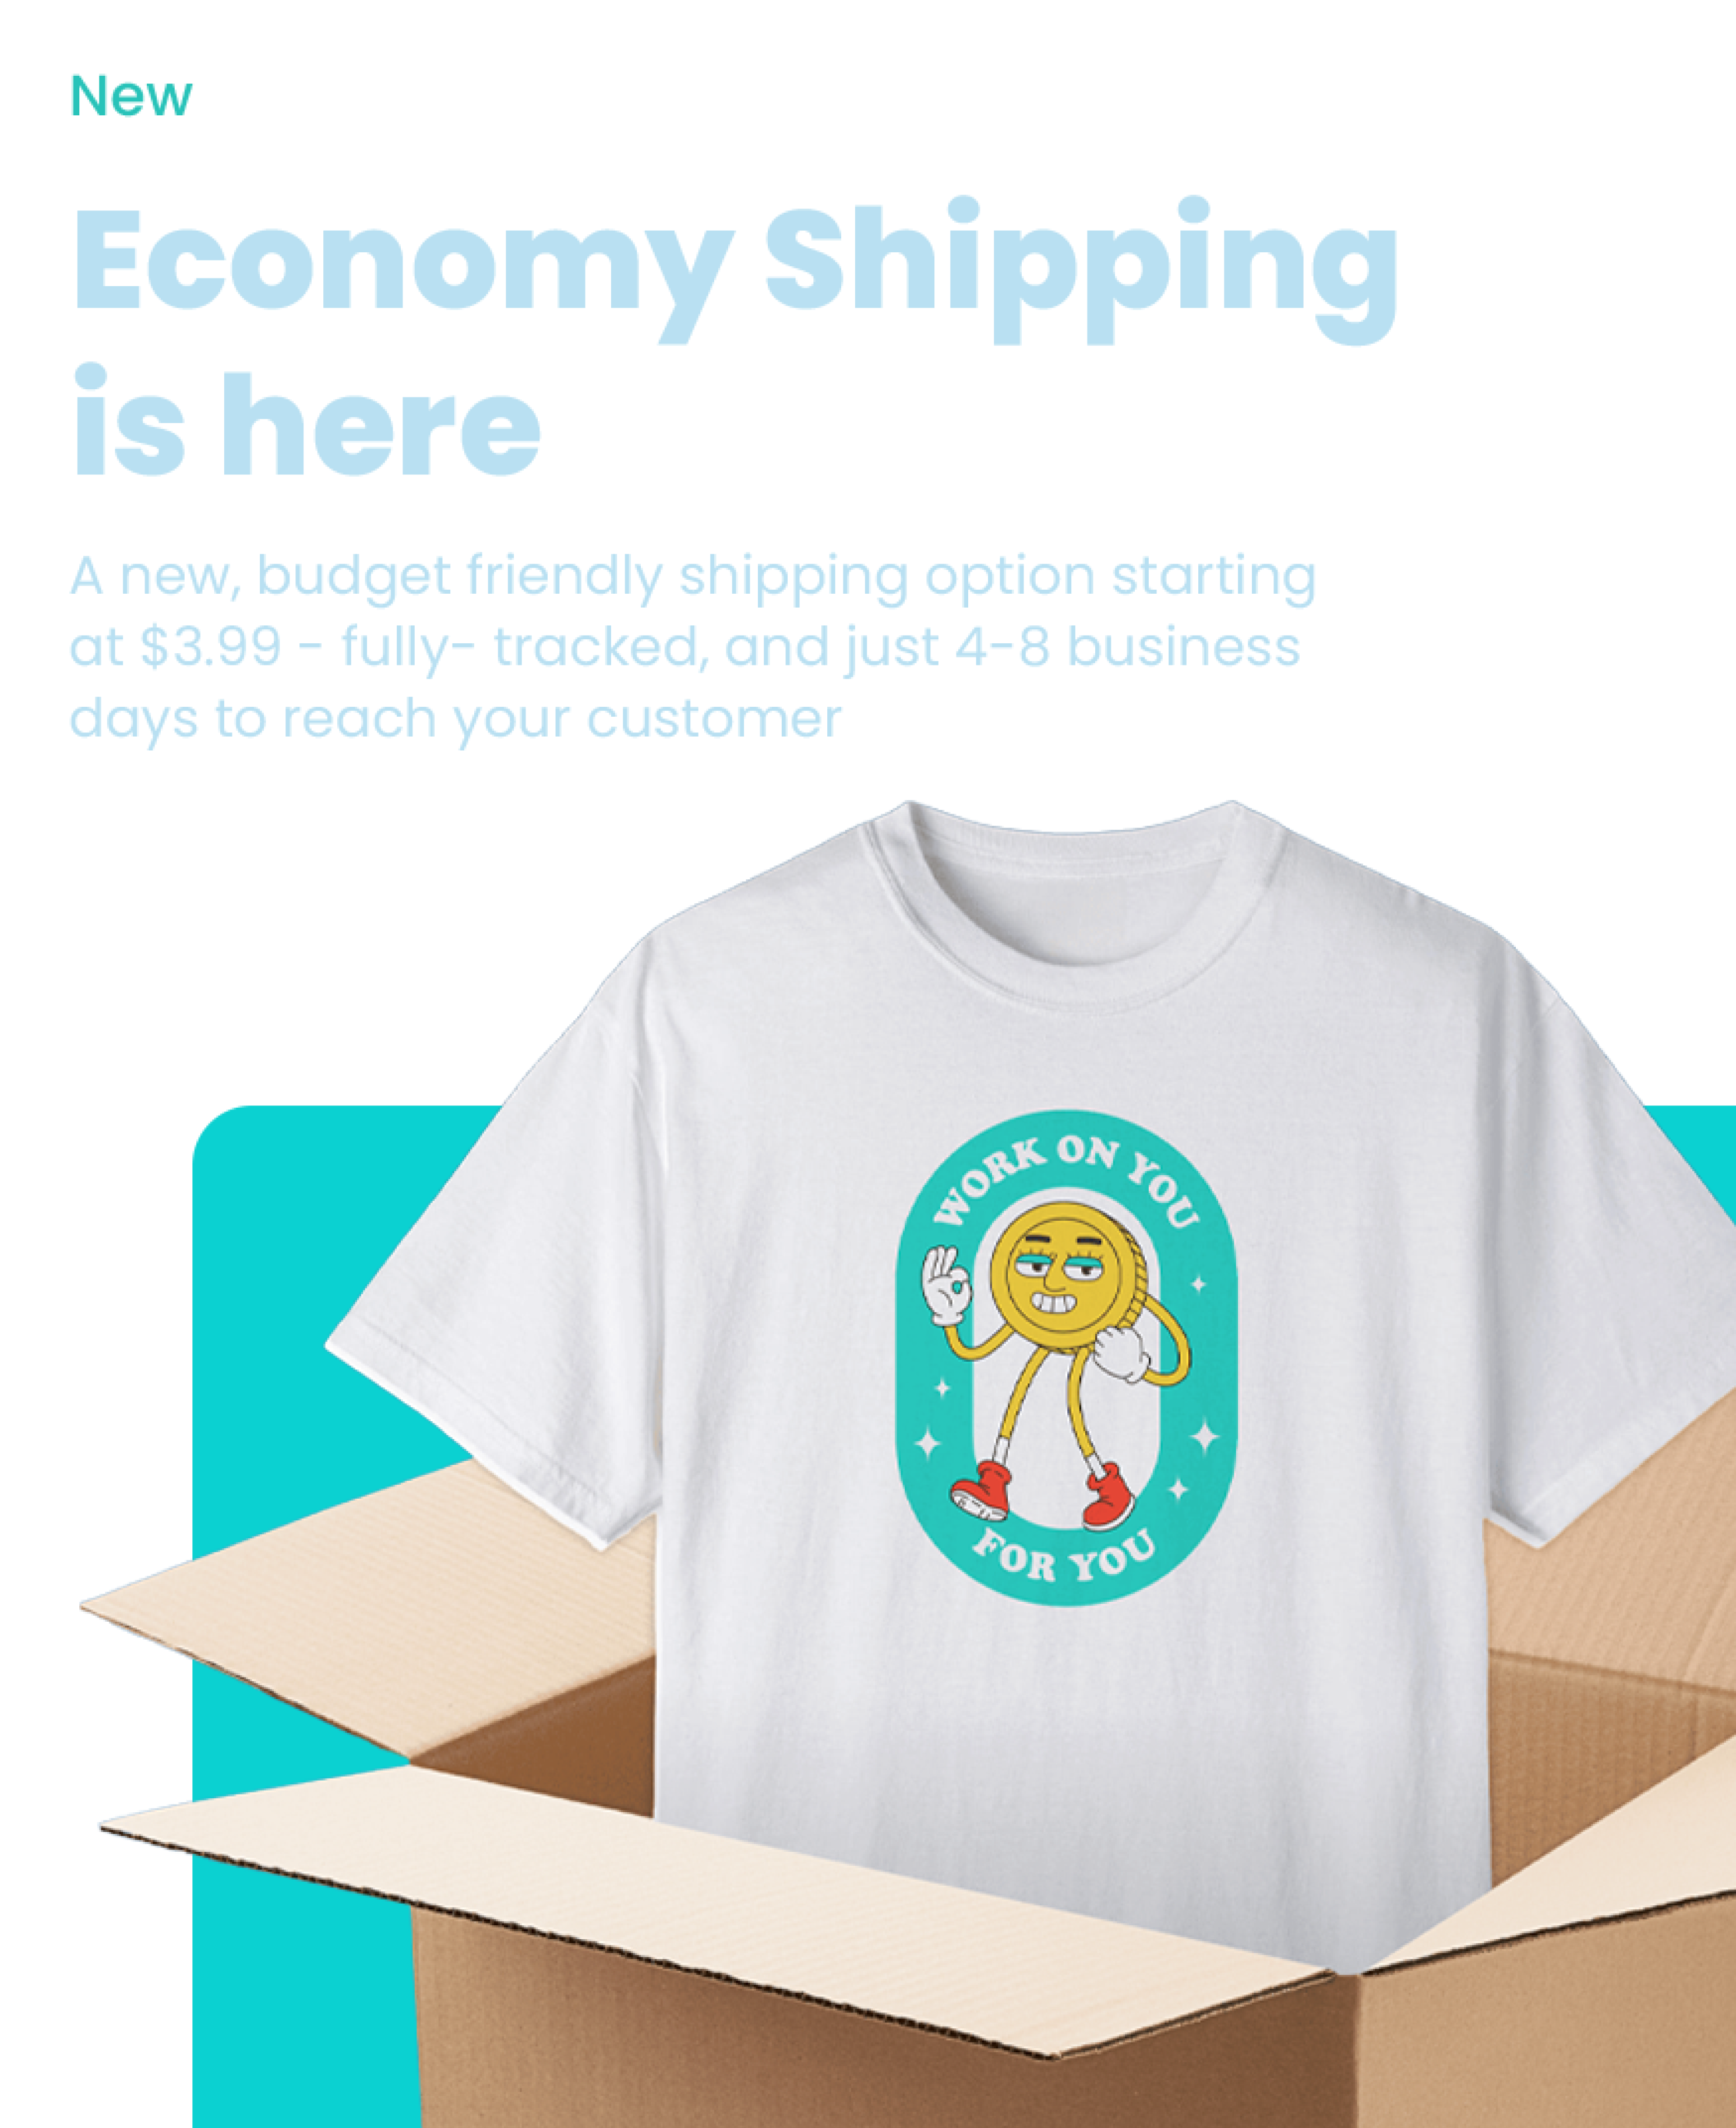 New
Economy Shipping
is here
A new, budget friendly shipping option starting
at $3.99 - fully- tracked, and just 4-8 business
days to reach your customer
WORK ON YOU
FOR YOU